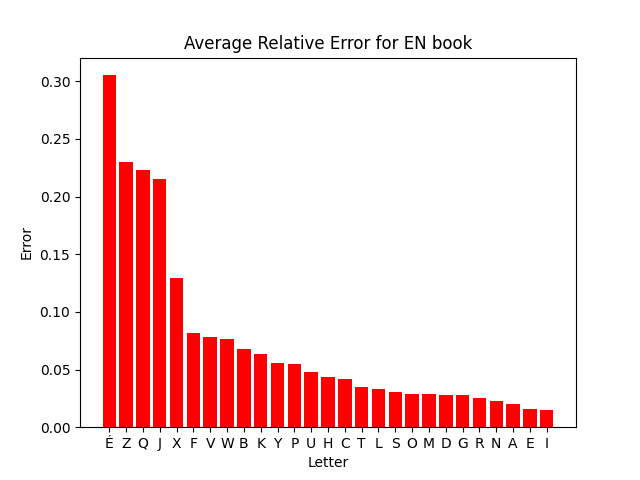 Average Relative Error for EN book
0.30
0.25
0.20
0.15
0.10
0.05
0.00
Error
É Z Q J X F V W B K Y P U H C T L S O M D G R N A E I
Letter